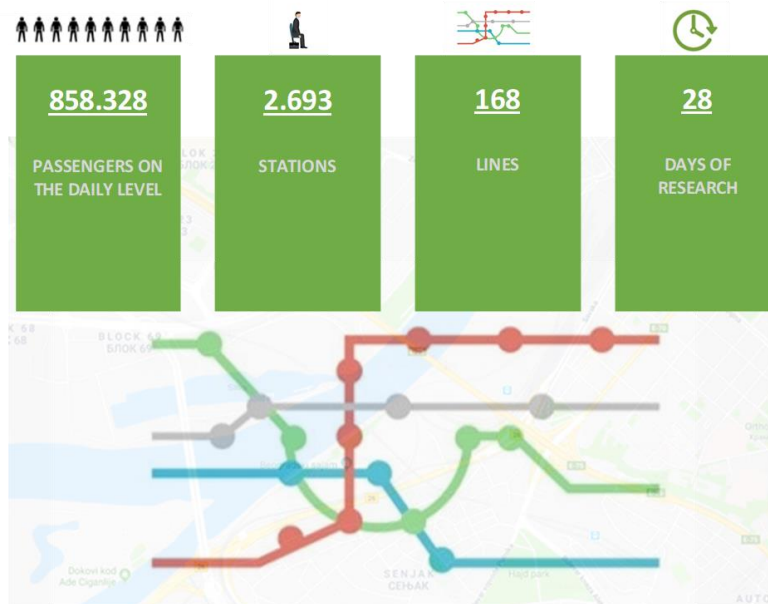 858.328
PASSENGERS ON
THE DAILY LEVEL
2.693
STATIONS
168
LINES
28
DAYS OF
RESEARCH
BLOCK 69
БЛОК 69
Dokovi kod
Ade Ciganlije
SENJAK
СЕЊАК
Hajd park
AUTO